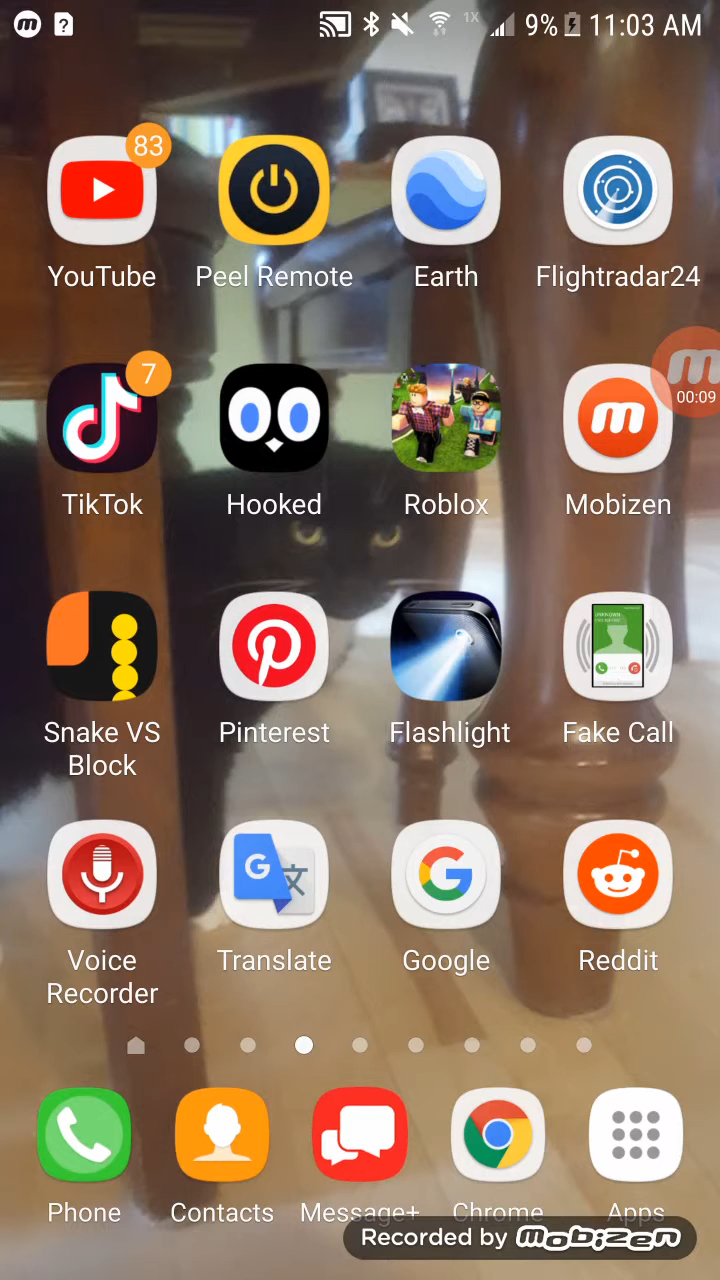 m ? 1X 9% 11:03 AM
83
YouTube Peel Remote Earth Flightradar24
7
m
m
00:09
TikTok Hooked Roblox Mobizen
UNKNOWN
Snake VS Pinterest Flashlight Fake Call
Block
G 文 G
Voice Translate Google Reddit
Recorder
Phone Contacts Message+ Chrome Apps
Recorded by mobizen